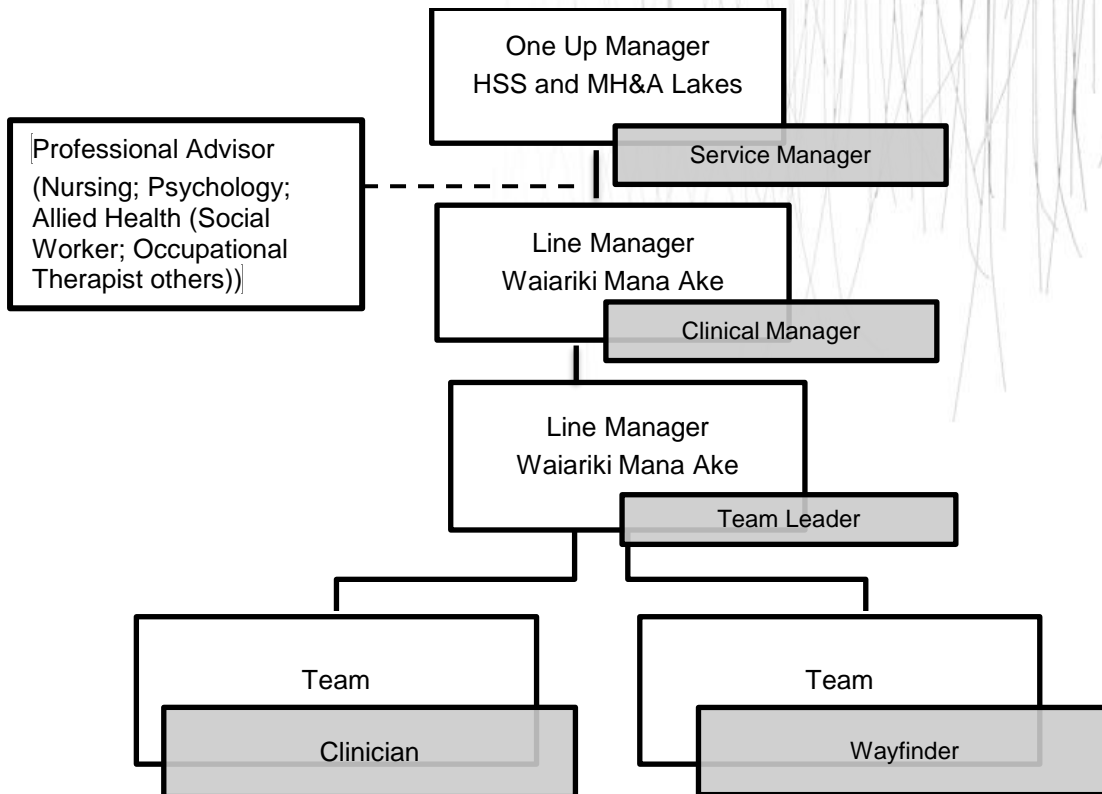 One Up Manager
HSS and MH&A Lakes
Service Manager
Professional Advisor
(Nursing; Psychology;
Allied Health (Social
Worker; Occupational
Therapist others))
Line Manager
Waiariki Mana Ake
Clinical Manager
Line Manager
Waiariki Mana Ake
Team Leader
Team
Clinician
Team
Wayfinder